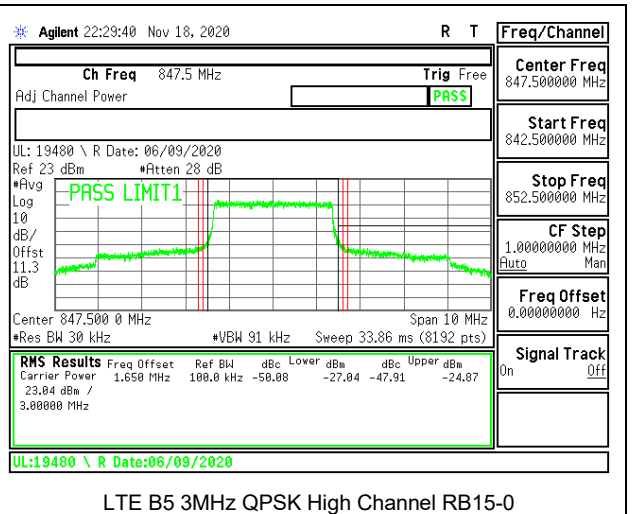 Agilent 22:29:40 Nov 18, 2020 R T
Ch Freq 847.5 MHz Trig Free
Adj Channel Power PASS
UL: 19480 \ R Date: 06/09/2020
Ref 23 dBm #Atten 28 dB
#Avg
Log
10
dB/
Offst
11.3
dB
PASS LIMIT1
Center 847.500 0 MHz Span 10 MHz
#Res BW 30 kHz #VBW 91 kHz Sweep 33.86 ms (8192 pts)
RMS Results Freq Offset Ref BW dBc Lower dBm dBc Upper dBm
Carrier Power 1.650 MHz 100.0 kHz -50.08 -27.04 -47.91 -24.87
23.04 dBm /
3.00000 MHz
UL:19480 \ R Date:06/09/2020
Freq/Channel
Center Freq
847.500000 MHz
Start Freq
842.500000 MHz
Stop Freq
852.500000 MHz
CF Step
1.00000000 MHz
Auto Man
Freq Offset
0.00000000 Hz
Signal Track
On Off
LTE B5 3MHz QPSK High Channel RB15-0